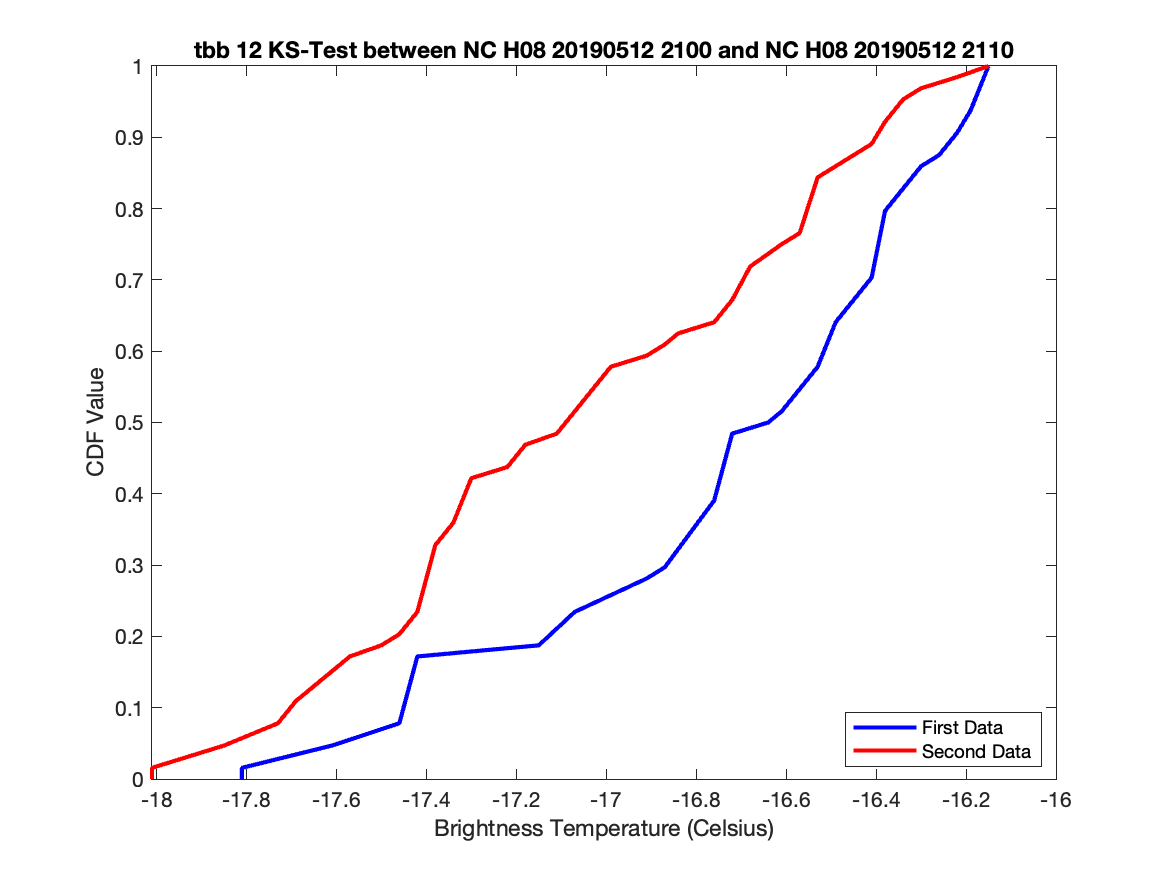 tbb 12 KS-Test between NC H08 20190512 2100 and NC H08 20190512 2110
1
0.9
0.8
0.7
0.6
0.5
0.4
0.3
0.2
0.1
0
CDF Value
First Data
Second Data
-18 -17.8 -17.6 -17.4 -17.2 -17 -16.8 -16.6 -16.4 -16.2 -16
Brightness Temperature (Celsius)